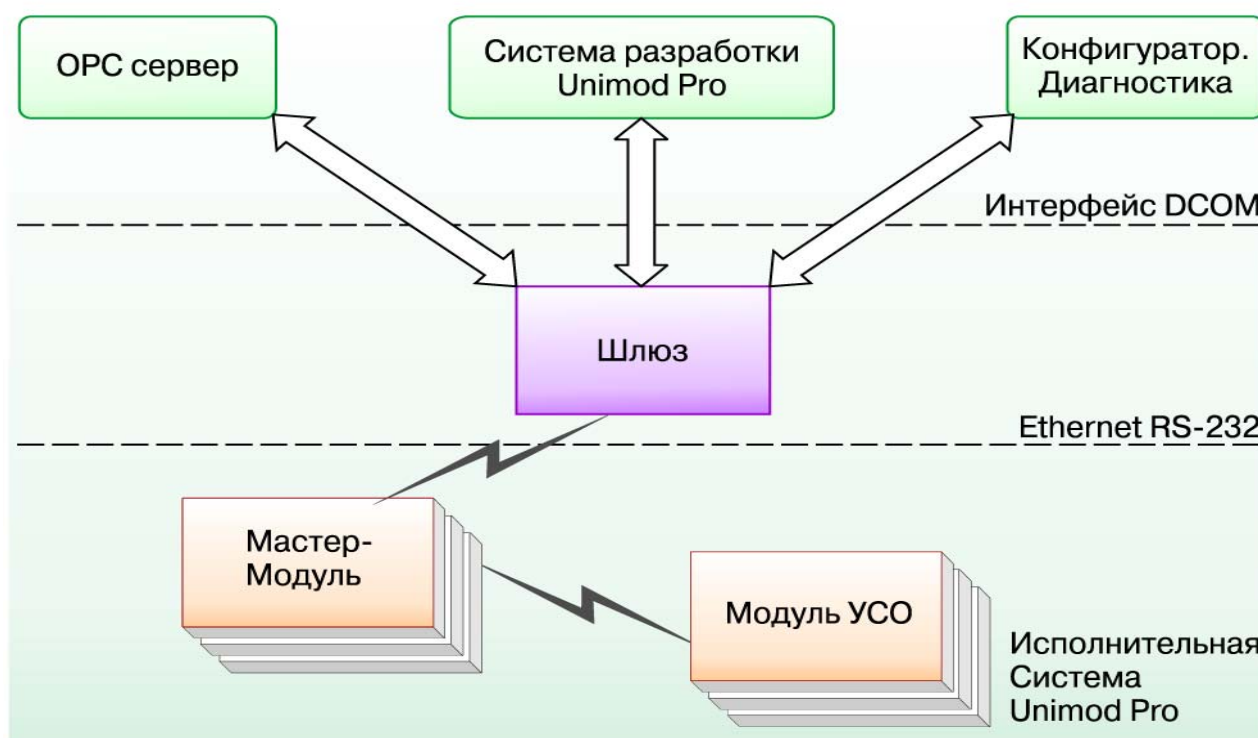 OPC сервер
Система разработки
Unimod Pro
Конфигуратор.
Диагностика
Интерфейс DCOM
Шлюз
Ethernet RS-232
Мастер-
Модуль
Модуль УСО
Исполнительная
Система
Unimod Pro